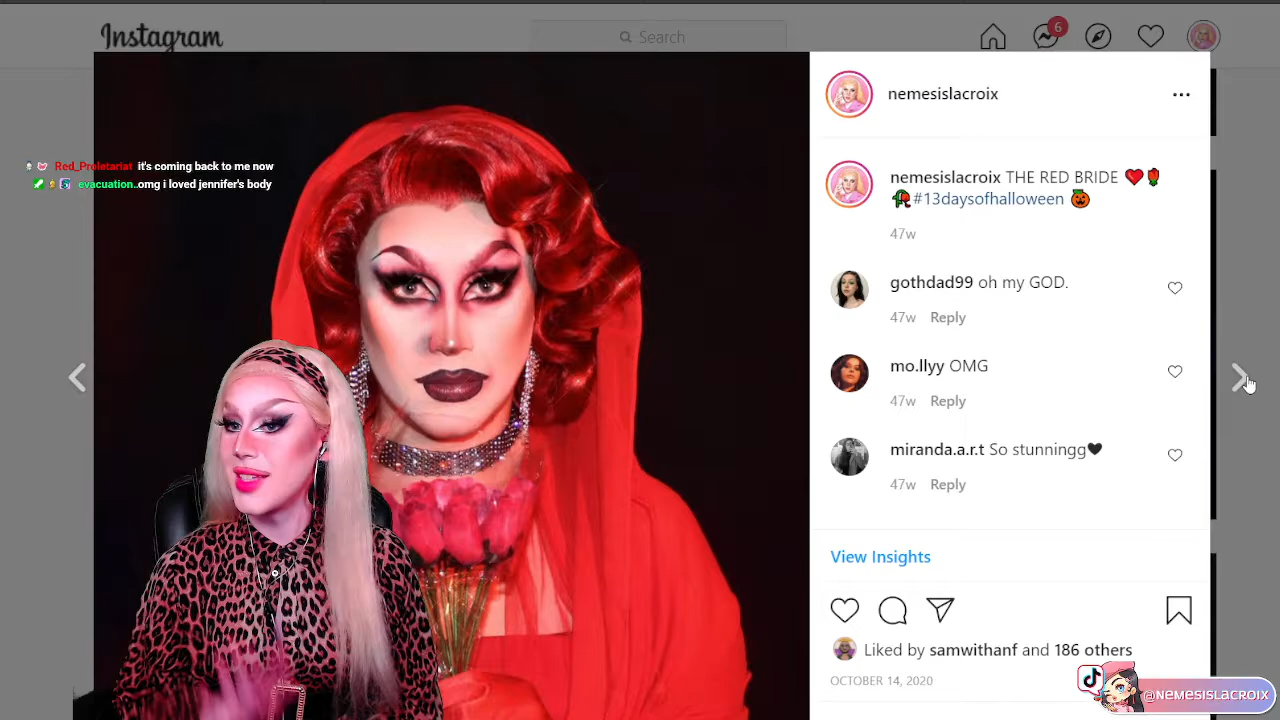 Instagram
Search
6
nemesislacroix
Red_Proletariat it's coming back to me now
evacuation..omg i loved jennifer's body
nemesislacroix THE RED BRIDE ❤️🌹
🥀#13daysofhalloween 🎃
47w
gothdad99 oh my GOD.
47w Reply
mo.llyy OMG
47w Reply
miranda.a.r.t So stunningg🖤
47w Reply
View Insights
Liked by samwithanf and 186 others
OCTOBER 14, 2020
@NEMESISLACROIX